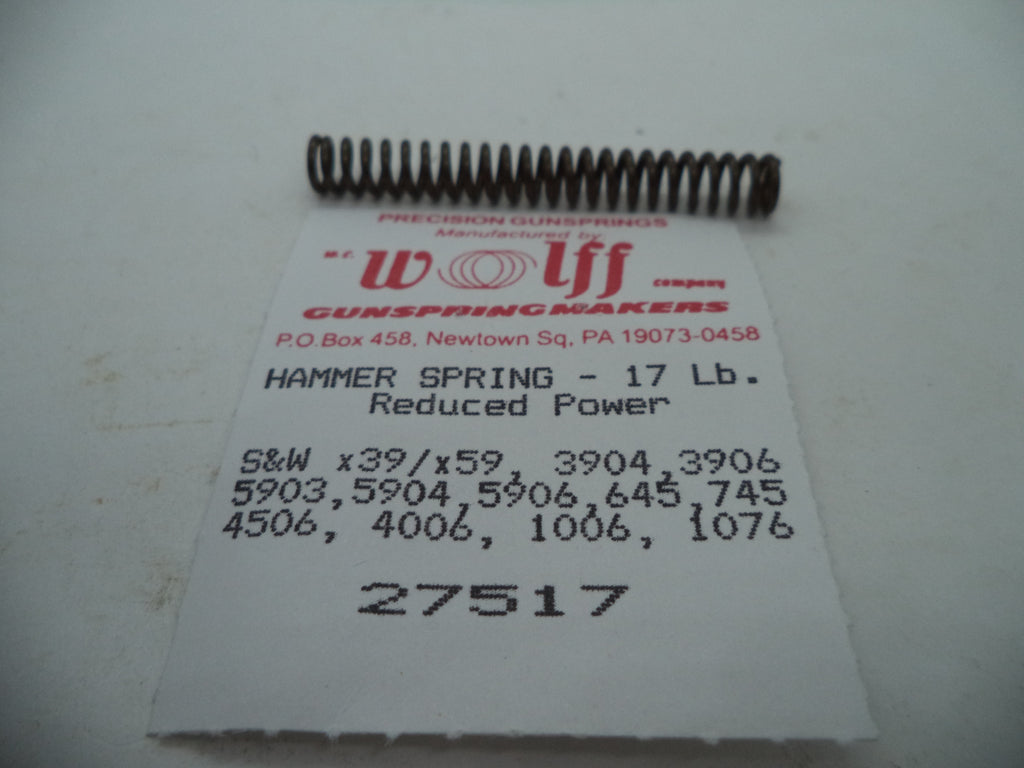 PRECISION GUNSPRINGS
Manufactured by
W.C. Wolff company
GUNSPRINGMAKERS
P.O.Box 458, Newtown Sq, PA 19073-0458
HAMMER SPRING - 17 Lb.
Reduced Power
S&W x39/x59, 3904,3906
5903,5904,5906,645,745
4506, 4006, 1006, 1076
27517